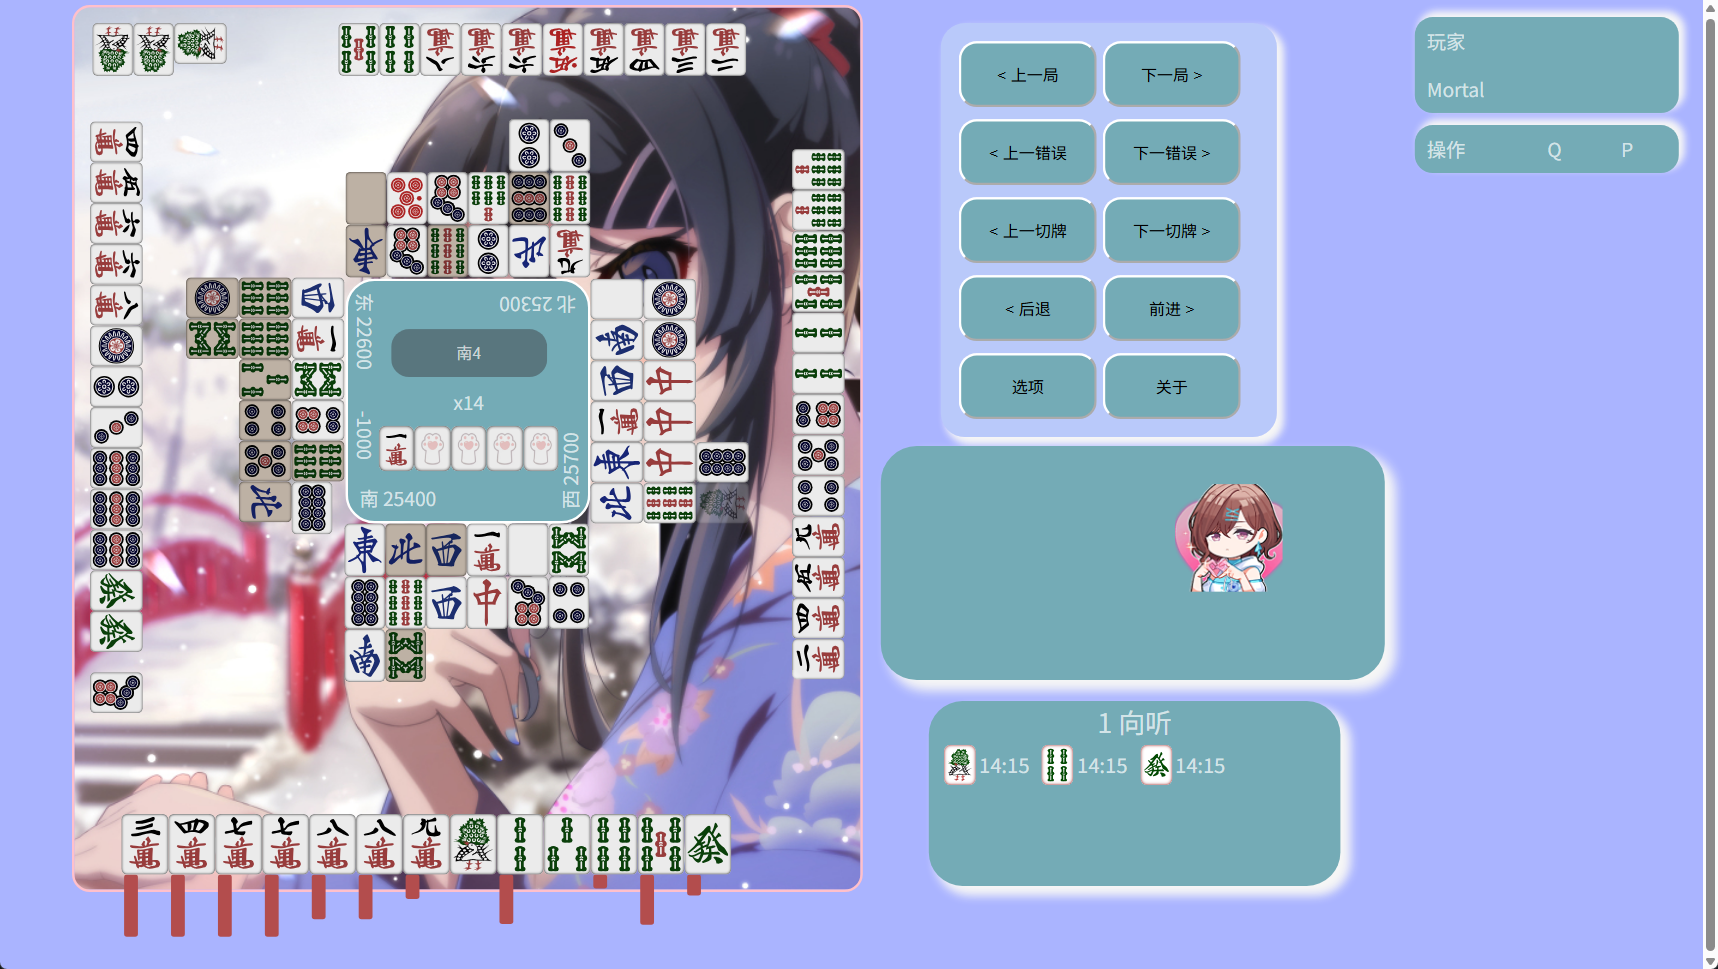 < 上一局
下一局 >
< 上一错误
下一错误 >
< 上一切牌
下一切牌 >
< 后退
前进 >
选项
关于
玩家
Mortal
操作 Q P
北 25300
东 22600
-1000
南4
x14
南 25400
西 25700
1 向听
14:15 14:15 14:15